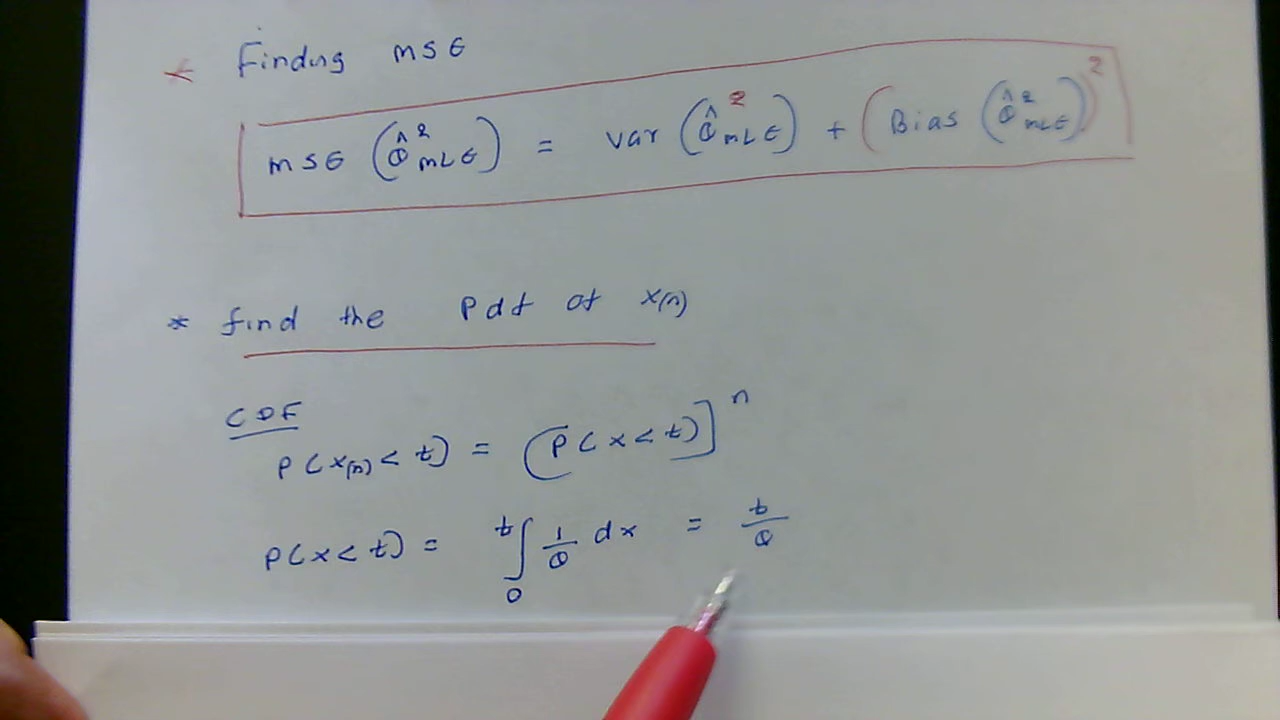 * Finding MSE
MSE (θ̂²MLE) = Var (θ̂²MLE) + (Bias (θ̂²MLE))²
* find the Pdf of X(n)
CDF
P(X(n) < t) = [P(X < t)]ⁿ
P(X < t) = ∫₀ᵗ 1/θ dx = t/θ